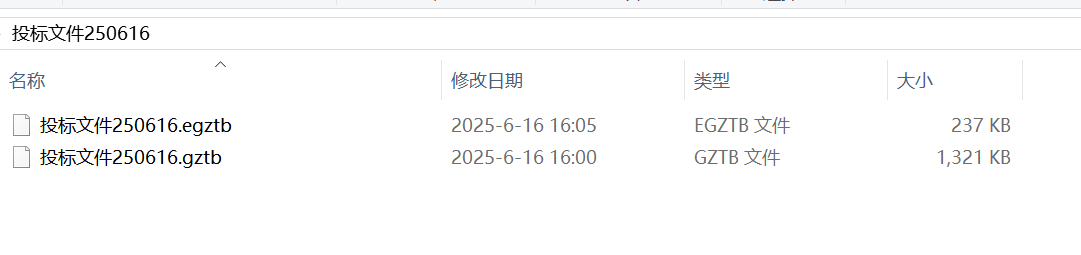 投标文件250616
名称 修改日期 类型 大小
投标文件250616.egztb 2025-6-16 16:05 EGZTB 文件 237 KB
投标文件250616.gztb 2025-6-16 16:00 GZTB 文件 1,321 KB